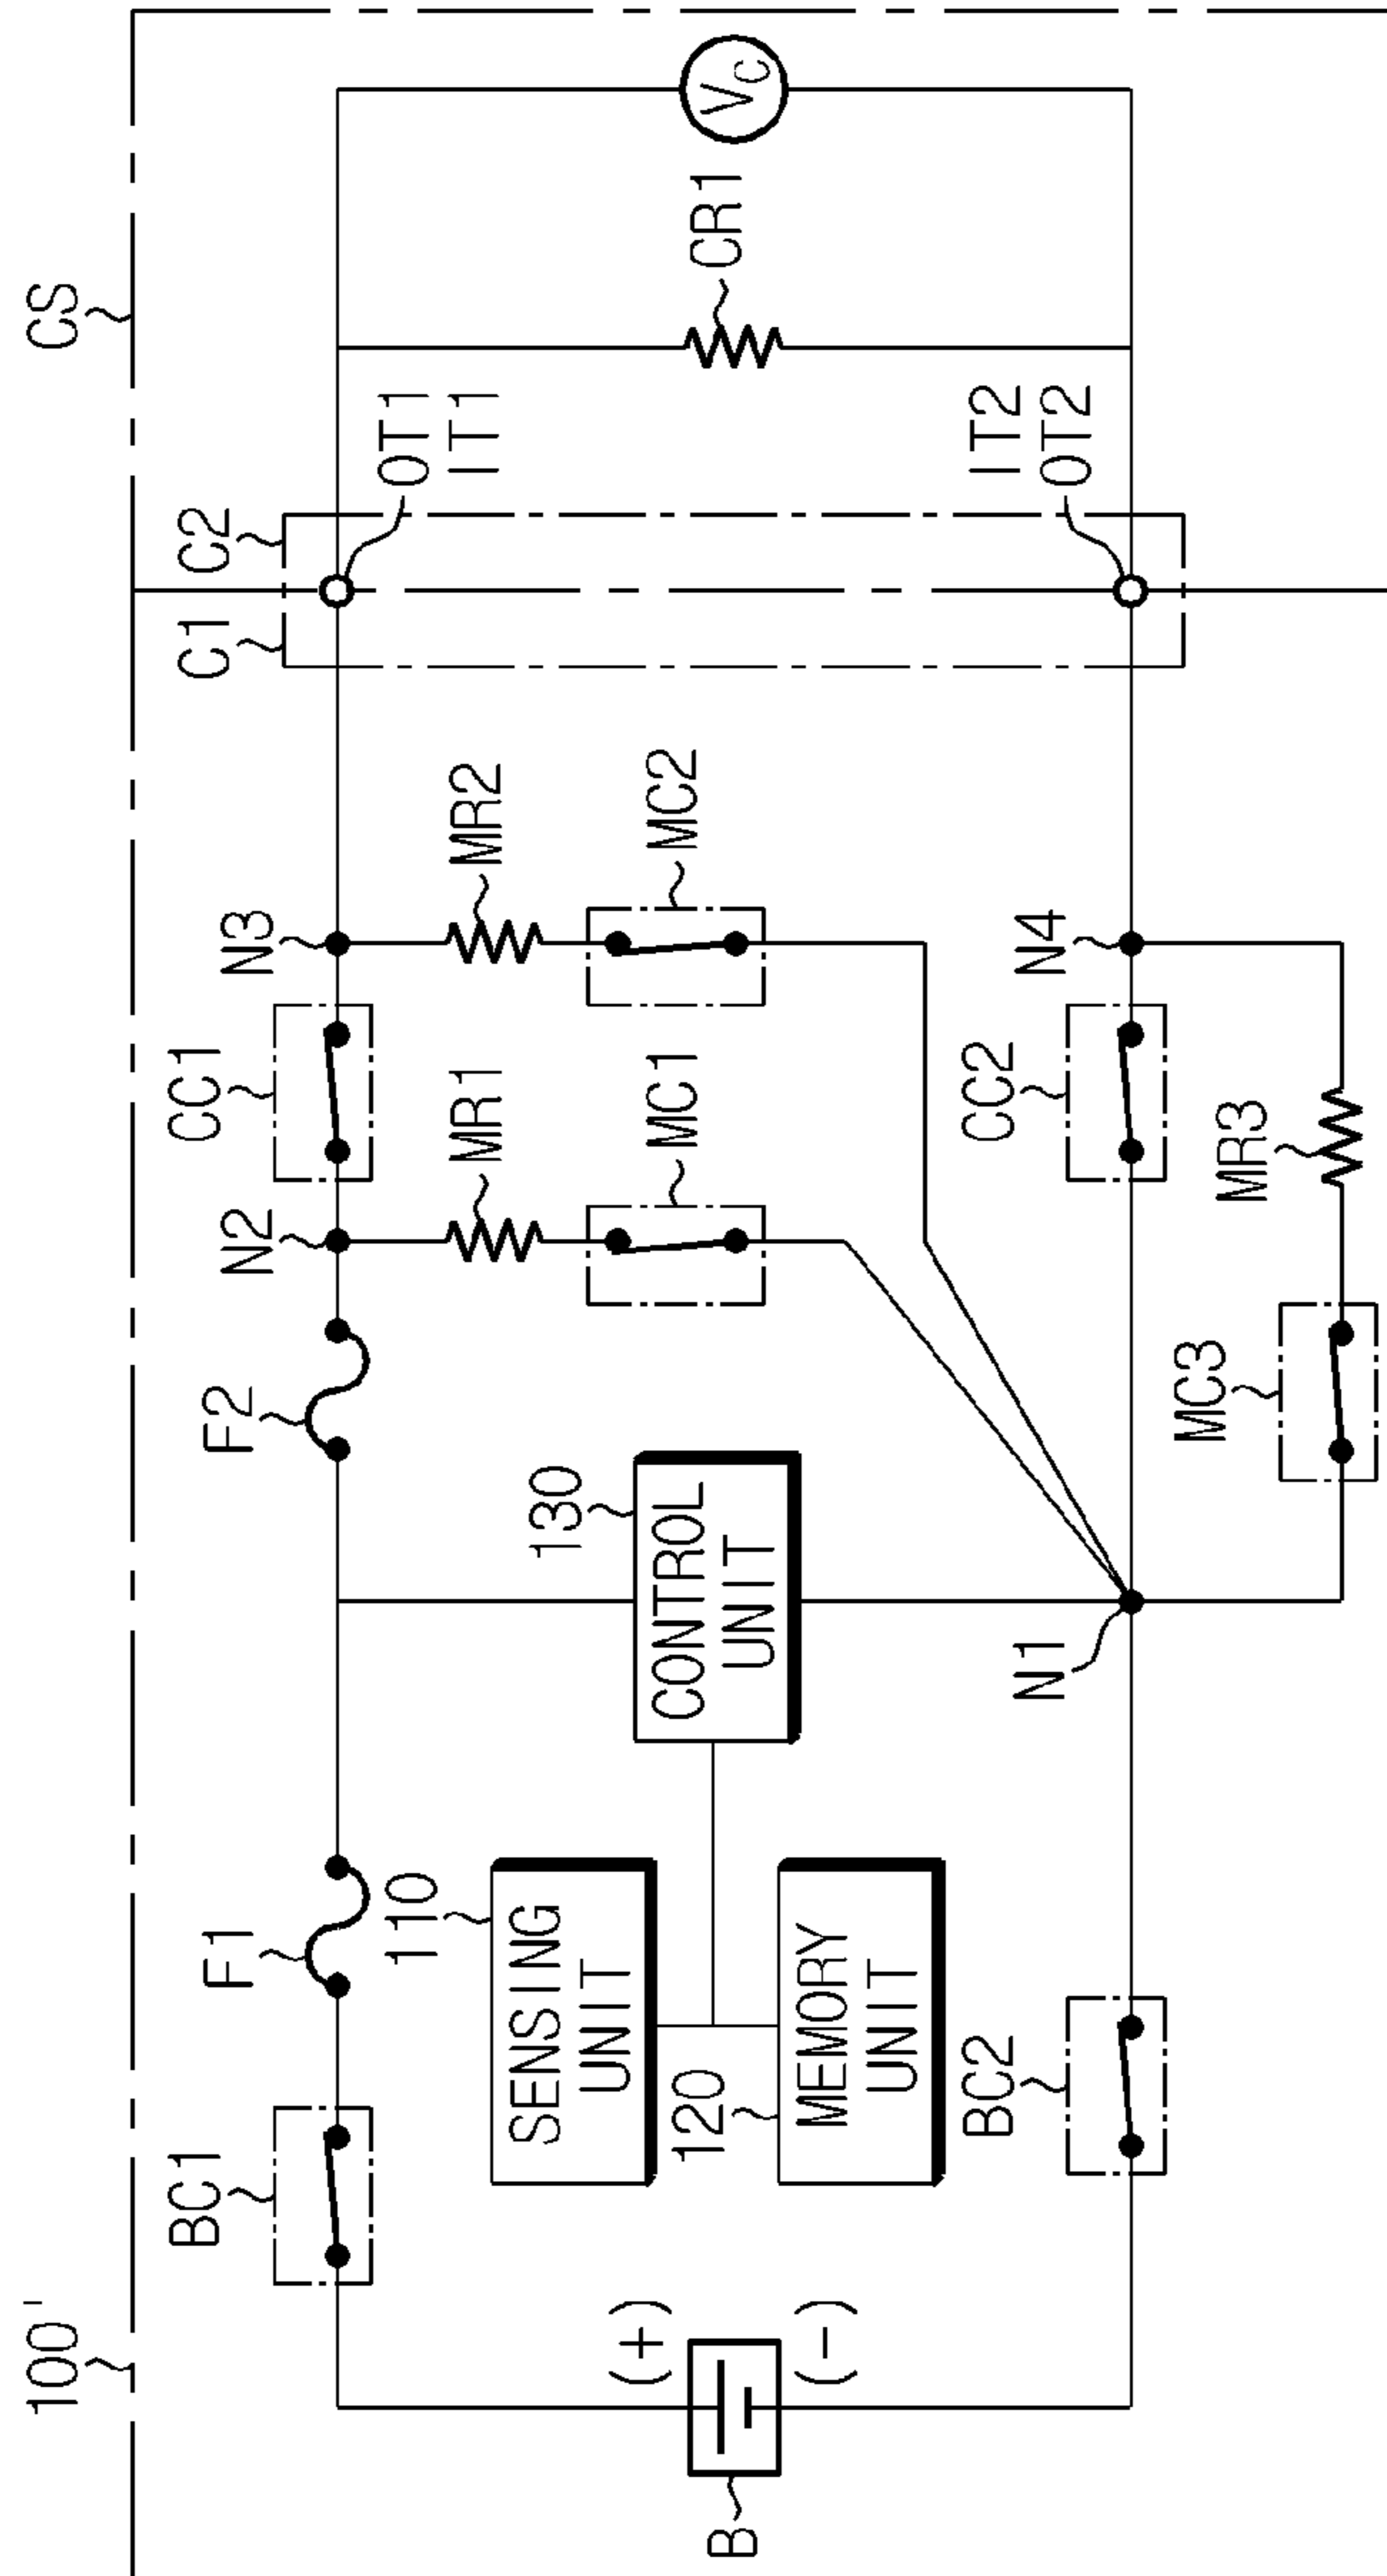 100'
CS
BC1
F1
F2
N2
CC1
N3
C1
C2
OT1
IT1
110
SENSING
UNIT
130
CONTROL
UNIT
MR1
MR2
MC1
MC2
CR1
Vc
(+)
B
(-)
120
MEMORY
UNIT
IT2
OT2
BC2
N1
CC2
N4
MC3
MR3